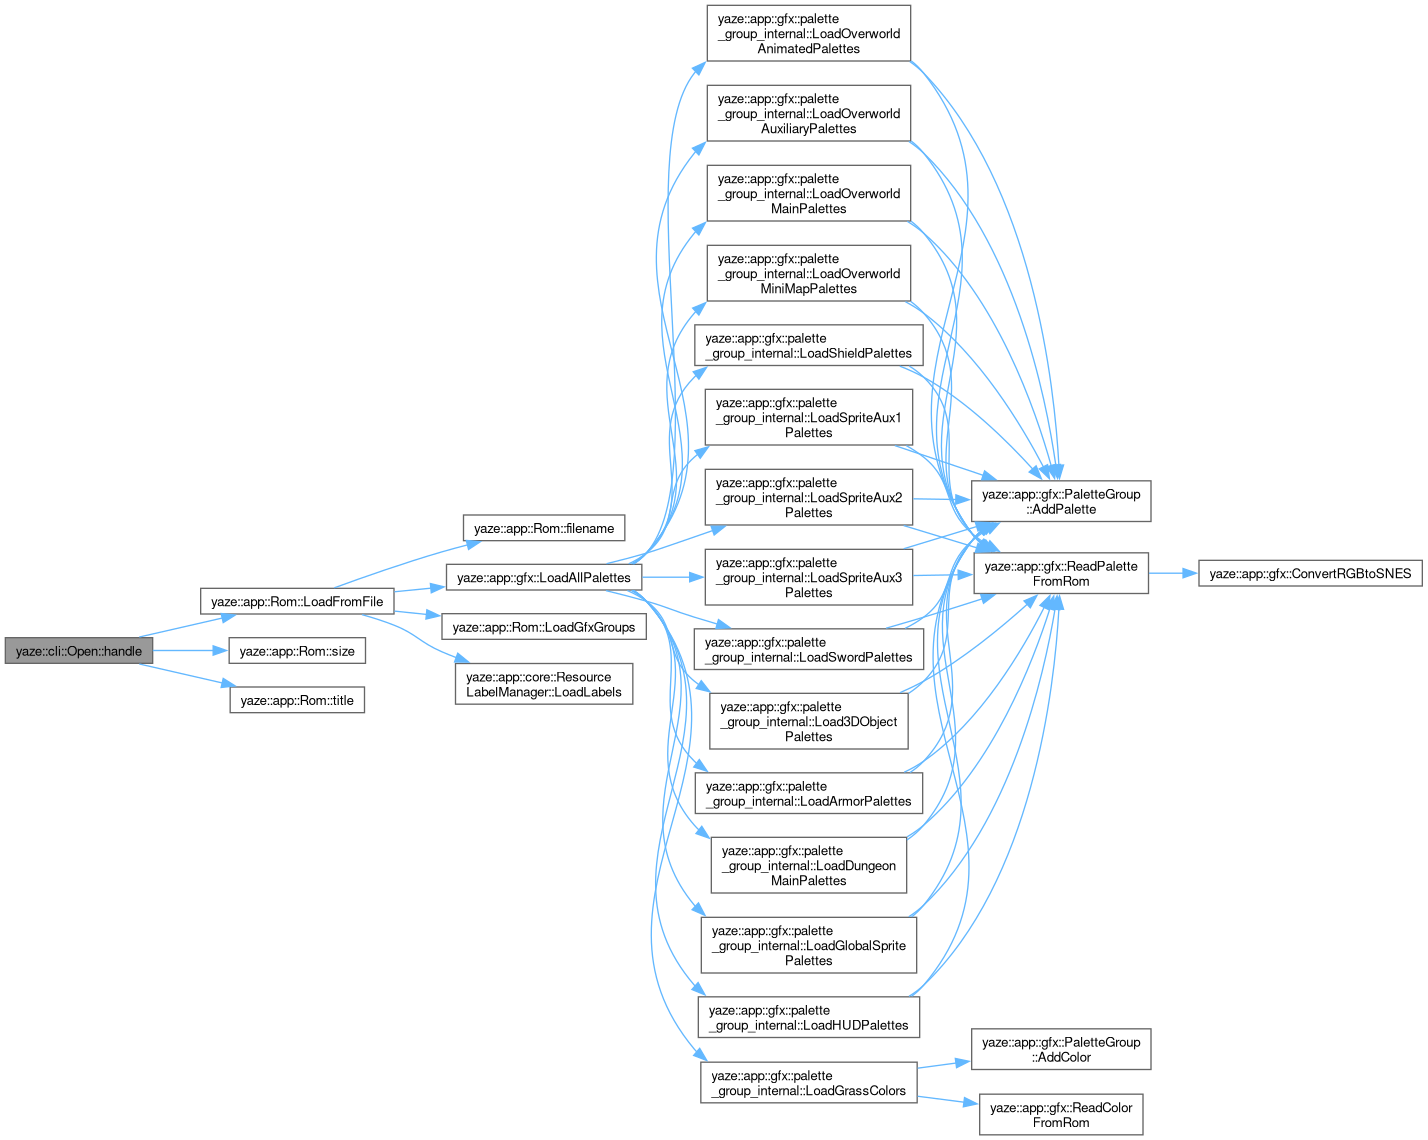 yaze::cli::Open::handle
yaze::app::Rom::LoadFromFile
yaze::app::Rom::size
yaze::app::Rom::title
yaze::app::Rom::filename
yaze::app::gfx::LoadAllPalettes
yaze::app::Rom::LoadGfxGroups
yaze::app::core::Resource
LabelManager::LoadLabels
yaze::app::gfx::palette
_group_internal::LoadOverworld
AnimatedPalettes
yaze::app::gfx::palette
_group_internal::LoadOverworld
AuxiliaryPalettes
yaze::app::gfx::palette
_group_internal::LoadOverworld
MainPalettes
yaze::app::gfx::palette
_group_internal::LoadOverworld
MiniMapPalettes
yaze::app::gfx::palette
_group_internal::LoadShieldPalettes
yaze::app::gfx::palette
_group_internal::LoadSpriteAux1
Palettes
yaze::app::gfx::palette
_group_internal::LoadSpriteAux2
Palettes
yaze::app::gfx::palette
_group_internal::LoadSpriteAux3
Palettes
yaze::app::gfx::palette
_group_internal::LoadSwordPalettes
yaze::app::gfx::palette
_group_internal::Load3DObject
Palettes
yaze::app::gfx::palette
_group_internal::LoadArmorPalettes
yaze::app::gfx::palette
_group_internal::LoadDungeon
MainPalettes
yaze::app::gfx::palette
_group_internal::LoadGlobalSprite
Palettes
yaze::app::gfx::palette
_group_internal::LoadHUDPalettes
yaze::app::gfx::palette
_group_internal::LoadGrassColors
yaze::app::gfx::PaletteGroup
::AddPalette
yaze::app::gfx::ReadPalette
FromRom
yaze::app::gfx::ConvertRGBtoSNES
yaze::app::gfx::PaletteGroup
::AddColor
yaze::app::gfx::ReadColor
FromRom